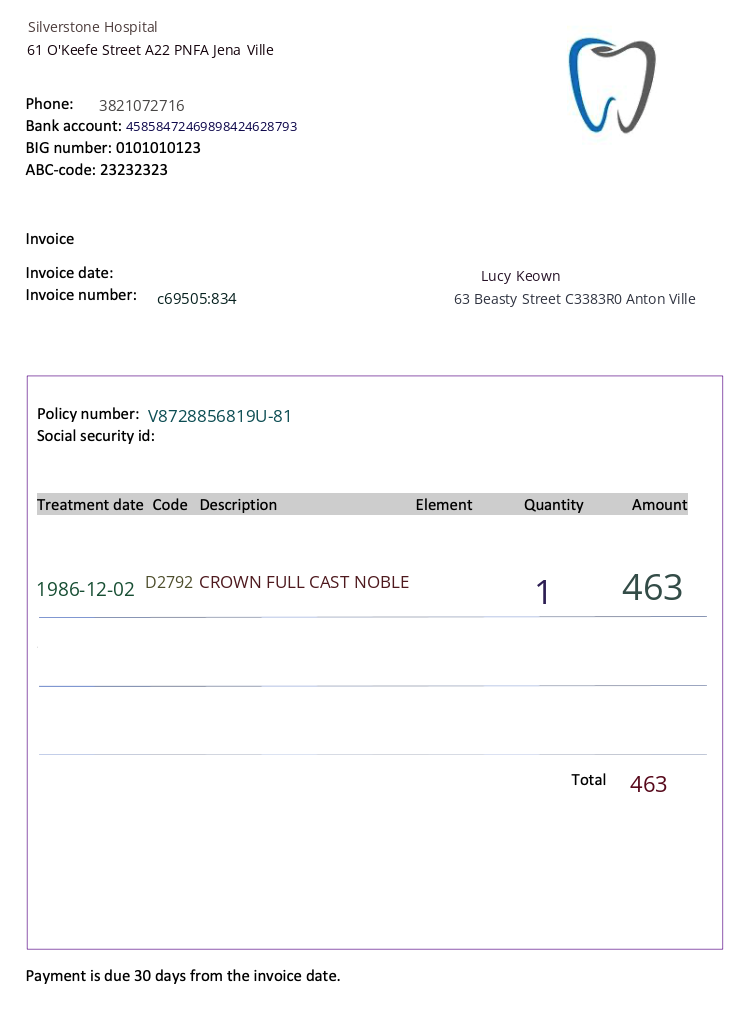 Silverstone Hospital
61 O'Keefe Street A22 PNFA Jena Ville
Phone: 3821072716
Bank account: 45858472469898424628793
BIG number: 0101010123
ABC-code: 23232323
Invoice
Invoice date:
Invoice number: c69505:834
Lucy Keown
63 Beasty Street C3383R0 Anton Ville
Policy number: V8728856819U-81
Social security id:
Treatment date Code Description Element Quantity Amount
1986-12-02 D2792 CROWN FULL CAST NOBLE 1 463
Total 463
Payment is due 30 days from the invoice date.